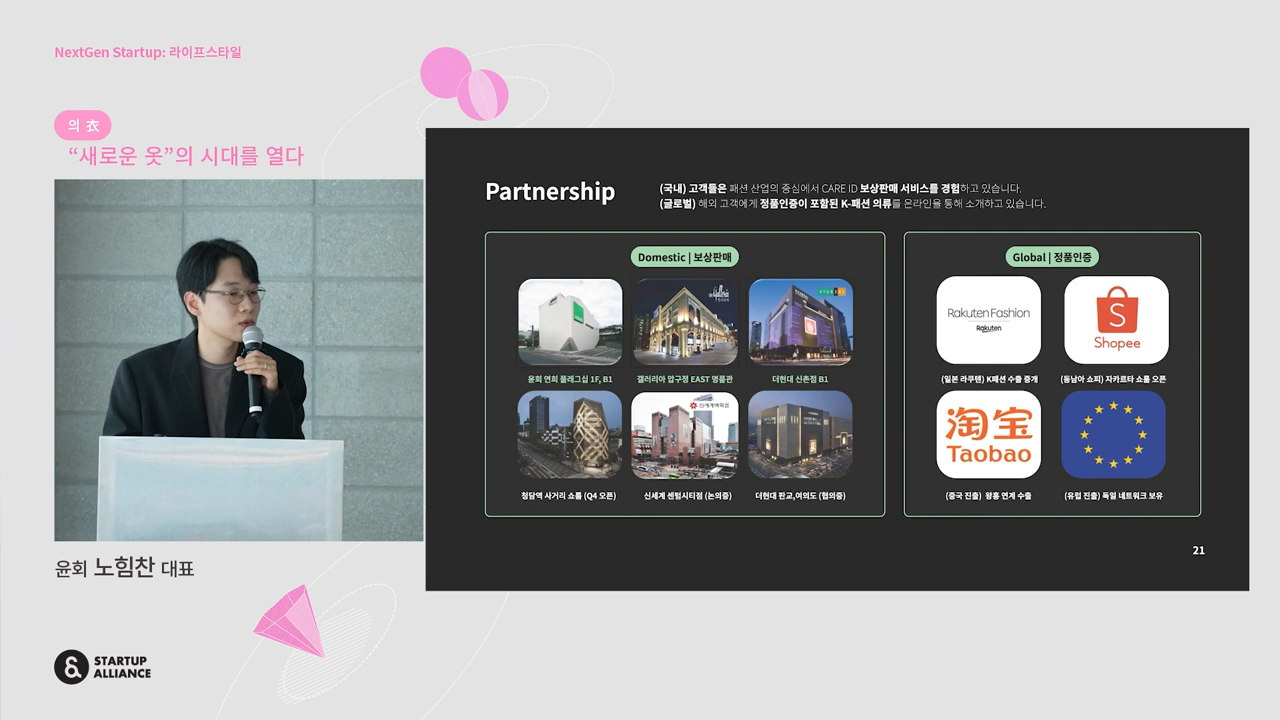 NextGen Startup: 라이프스타일
의 衣
“새로운 옷”의 시대를 열다
Partnership
(국내) 고객들은 패션 산업의 중심에서 CARE ID 보상판매 서비스를 경험하고 있습니다.
(글로벌) 해외 고객에게 정품인증이 포함된 K-패션 의류를 온라인을 통해 소개하고 있습니다.
Domestic | 보상판매
윤회 연희 플래그십 1F, B1
갤러리아 압구정 EAST 명품관
더현대 신촌점 B1
신세계백화점
청담역 사거리 쇼룸 (Q4 오픈)
신세계 센텀시티점 (논의중)
더현대 판교,여의도 (협의중)
Global | 정품인증
Rakuten Fashion
Rakuten
Shopee
(일본 라쿠텐) K패션 수출 중개
(동남아 쇼피) 자카르타 쇼룸 오픈
淘宝
Taobao
(중국 진출) 왕홍 연계 수출
(유럽 진출) 독일 네트워크 보유
21
윤회 노힘찬 대표
STARTUP
ALLIANCE